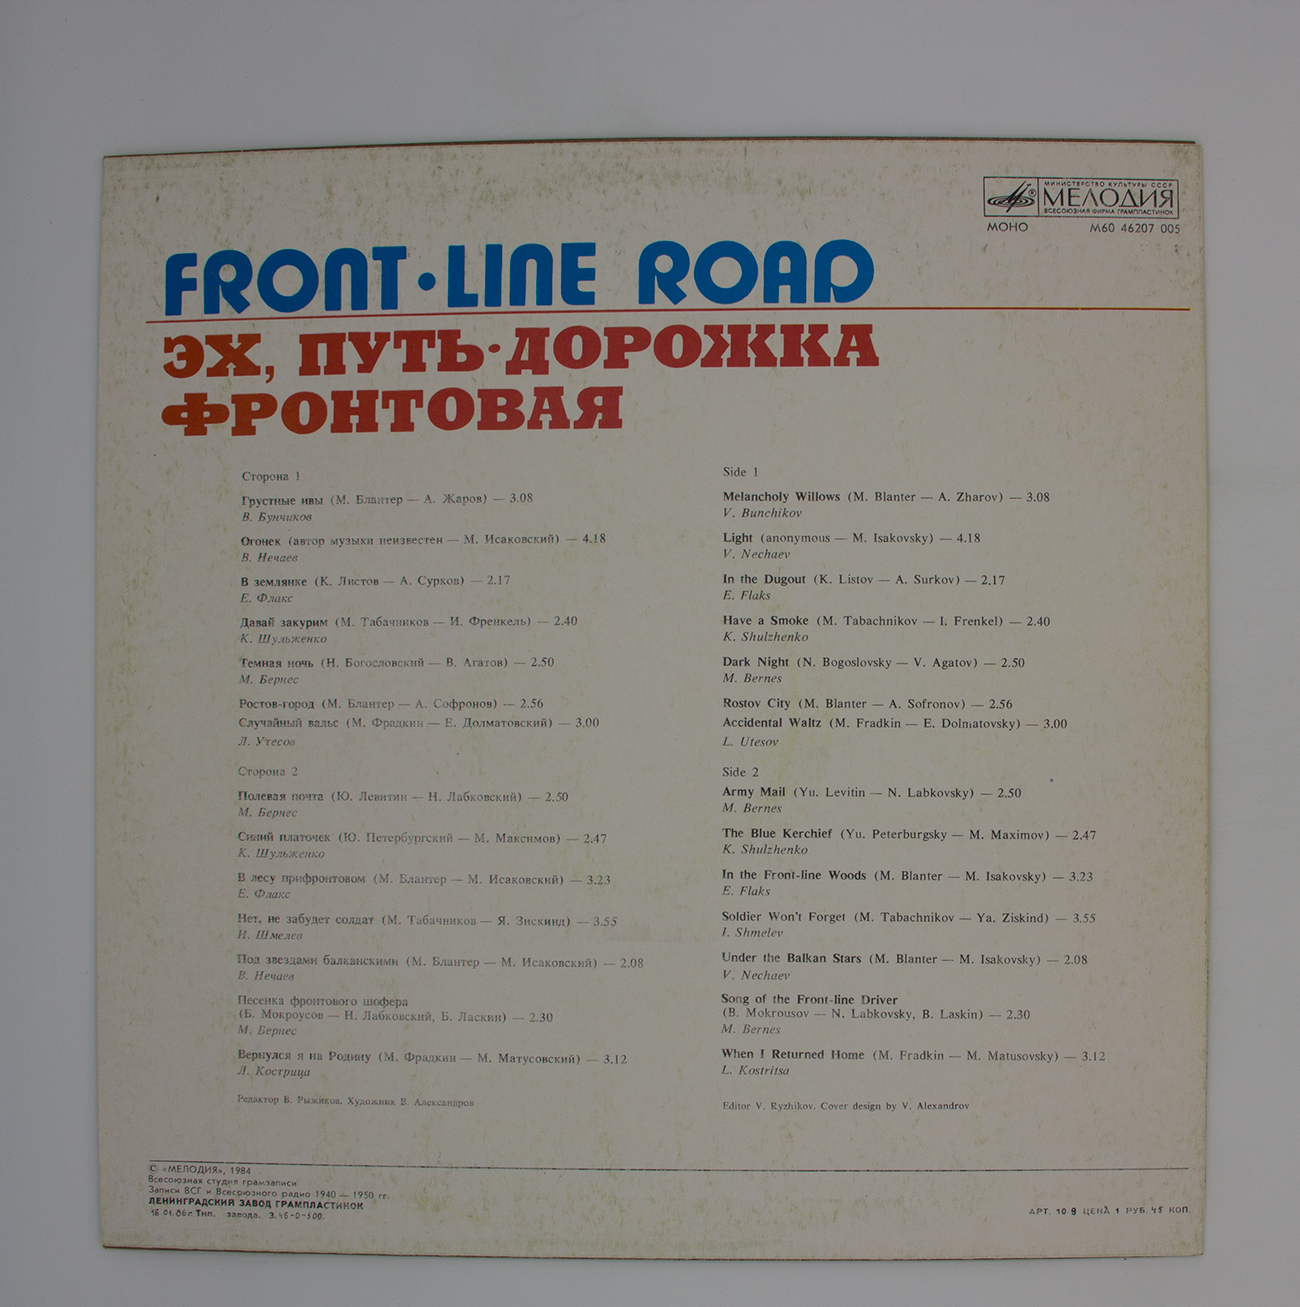 МИНИСТЕРСТВО КУЛЬТУРЫ СССР
МЕЛОДИЯ
ВСЕСОЮЗНАЯ ФИРМА ГРАМПЛАСТИНОК
МОНО М60 46207 005
FRONT·LINE ROAD
ЭХ, ПУТЬ·ДОРОЖКА
ФРОНТОВАЯ
Сторона 1
Грустные ивы (М. Блантер — А. Жаров) — 3.08
В. Бунчиков
Огонек (автор музыки неизвестен — М. Исаковский) — 4.18
В. Нечаев
В землянке (К. Листов — А. Сурков) — 2.17
Е. Флакс
Давай закурим (М. Табачников — И. Френкель) — 2.40
К. Шульженко
Темная ночь (Н. Богословский — В. Агатов) — 2.50
М. Бернес
Ростов-город (М. Блантер — А. Софронов) — 2.56
Случайный вальс (М. Фрадкин — Е. Долматовский) — 3.00
Л. Утесов
Сторона 2
Полевая почта (Ю. Левитин — Н. Лабковский) — 2.50
М. Бернес
Синий платочек (Ю. Петербургский — М. Максимов) — 2.47
К. Шульженко
В лесу прифронтовом (М. Блантер — М. Исаковский) — 3.23
Е. Флакс
Нет, не забудет солдат (М. Табачников — Я. Зискинд) — 3.55
И. Шмелев
Под звездами балканскими (М. Блантер — М. Исаковский) — 2.08
В. Нечаев
Песенка фронтового шофера
(Б. Мокроусов — Н. Лабковский, Б. Ласкин) — 2.30
М. Бернес
Вернулся я на Родину (М. Фрадкин — М. Матусовский) — 3.12
Л. Кострица
Редактор В. Рыжиков. Художник В. Александров
Side 1
Melancholy Willows (M. Blanter — A. Zharov) — 3.08
V. Bunchikov
Light (anonymous — M. Isakovsky) — 4.18
V. Nechaev
In the Dugout (K. Listov — A. Surkov) — 2.17
E. Flaks
Have a Smoke (M. Tabachnikov — I. Frenkel) — 2.40
K. Shulzhenko
Dark Night (N. Bogoslovsky — V. Agatov) — 2.50
M. Bernes
Rostov City (M. Blanter — A. Sofronov) — 2.56
Accidental Waltz (M. Fradkin — E. Dolmatovsky) — 3.00
L. Utesov
Side 2
Army Mail (Yu. Levitin — N. Labkovsky) — 2.50
M. Bernes
The Blue Kerchief (Yu. Peterburgsky — M. Maximov) — 2.47
K. Shulzhenko
In the Front-line Woods (M. Blanter — M. Isakovsky) — 3.23
E. Flaks
Soldier Won't Forget (M. Tabachnikov — Ya. Ziskind) — 3.55
I. Shmelev
Under the Balkan Stars (M. Blanter — M. Isakovsky) — 2.08
V. Nechaev
Song of the Front-line Driver
(B. Mokrousov — N. Labkovsky, B. Laskin) — 2.30
M. Bernes
When I Returned Home (M. Fradkin — M. Matusovsky) — 3.12
L. Kostritsa
Editor V. Ryzhikov. Cover design by V. Alexandrov
© «МЕЛОДИЯ», 1984
Всесоюзная студия грамзаписи
Записи ВСГ и Всесоюзного радио 1940 — 1950 гг.
ЛЕНИНГРАДСКИЙ ЗАВОД ГРАМПЛАСТИНОК
16.01.86г. Тип. завода. З. 46-0-500.
АРТ. 10 9 ЦЕНА 1 РУБ. 45 КОП.